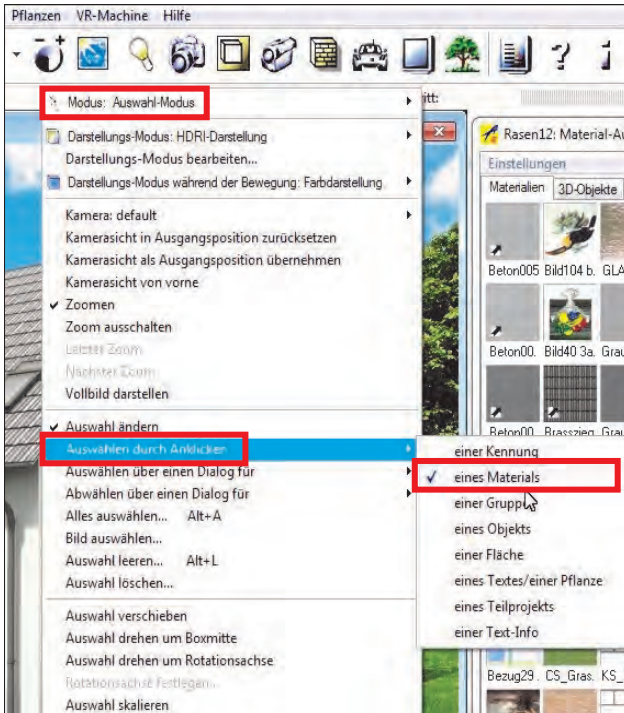 Pflanzen VR-Machine Hilfe
Modus: Auswahl-Modus
itt:
Darstellungs-Modus: HDRI-Darstellung
Darstellungs-Modus bearbeiten...
Darstellungs-Modus während der Bewegung: Farbdarstellung
Kamera: default
Kamerasicht in Ausgangsposition zurücksetzen
Kamerasicht als Ausgangsposition übernehmen
Kamerasicht von vorne
Zoomen
Zoom ausschalten
Letzter Zoom
Nächster Zoom
Vollbild darstellen
Auswahl ändern
Auswählen durch Anklicken
Auswählen über einen Dialog für
Abwählen über einen Dialog für
Alles auswählen... Alt+A
Bild auswählen...
Auswahl leeren... Alt+L
Auswahl löschen...
Auswahl verschieben
Auswahl drehen um Boxmitte
Auswahl drehen um Rotationsachse
Rotationsachse festlegen...
Auswahl skalieren
einer Kennung
eines Materials
einer Gruppe
eines Objekts
einer Fläche
eines Textes/einer Pflanze
eines Teilprojekts
einer Text-Info
Rasen12: Material-Au
Einstellungen
Materialien 3D-Objekte
Beton005 Bild104 b. GLA
Beton00. Bild40 3a. Grau
Beton00. Brasszieg. Grau
Bezug29 . CS_Gras. KS_